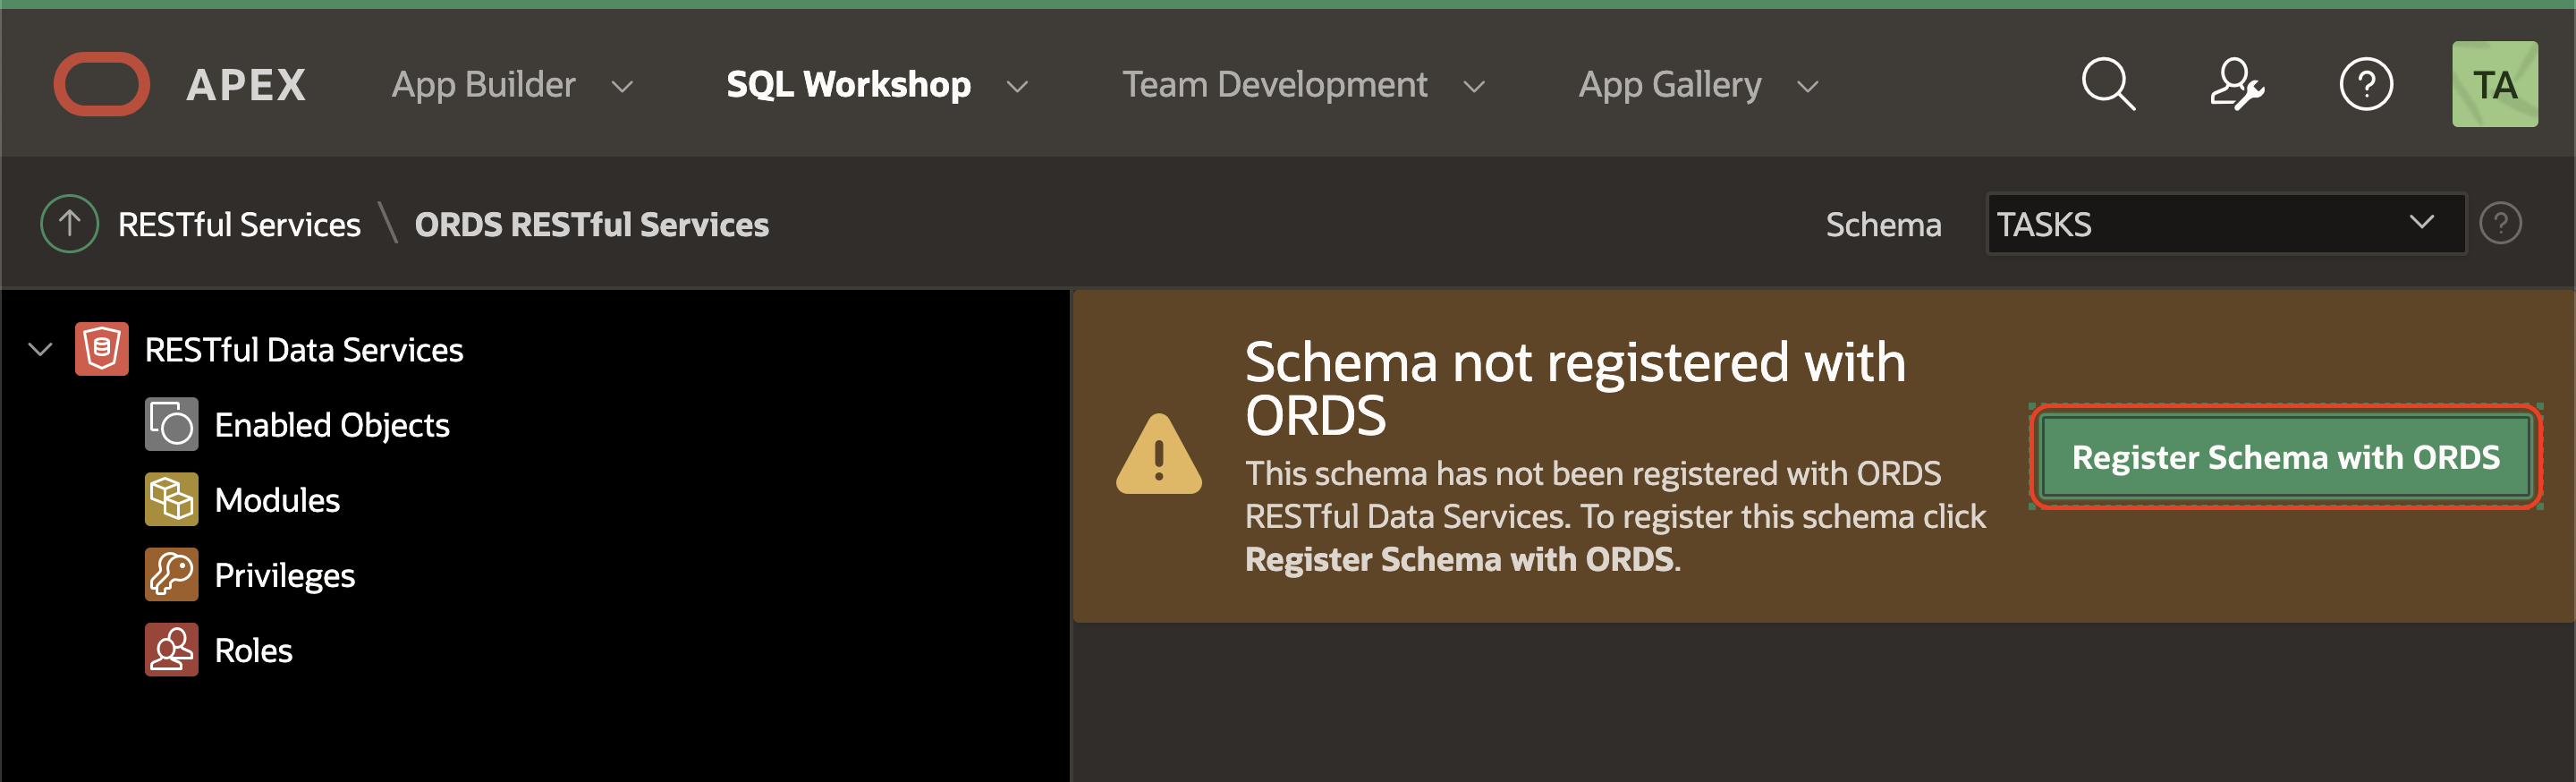 APEX App Builder SQL Workshop Team Development App Gallery TA
RESTful Services \ ORDS RESTful Services Schema TASKS
RESTful Data Services
Enabled Objects
Modules
Privileges
Roles
Schema not registered with
ORDS
This schema has not been registered with ORDS
RESTful Data Services. To register this schema click
Register Schema with ORDS.
Register Schema with ORDS